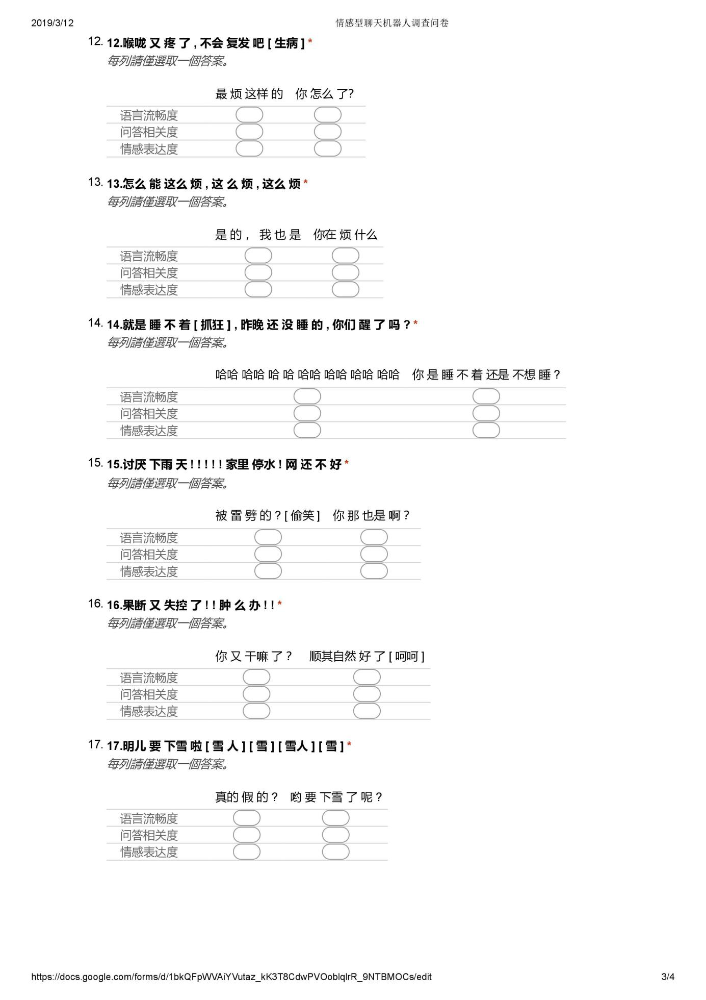 2019/3/12 情感型聊天机器人调查问卷
12. 12.喉咙 又 疼 了 , 不会 复发 吧 [ 生病 ] *
每列請僅選取一個答案。
最 烦 这样 的 你 怎么 了?
语言流畅度
问答相关度
情感表达度
13. 13.怎么 能 这么 烦 , 这 么 烦 , 这么 烦 *
每列請僅選取一個答案。
是 的 , 我 也 是 你在 烦 什么
语言流畅度
问答相关度
情感表达度
14. 14.就是 睡 不 着 [ 抓狂 ] , 昨晚 还 没 睡 的 , 你们 醒 了 吗 ? *
每列請僅選取一個答案。
哈哈 哈哈 哈 哈 哈哈 哈哈 哈哈 哈哈 你 是 睡 不 着 还是 不想 睡 ?
语言流畅度
问答相关度
情感表达度
15. 15.讨厌 下雨 天 ! ! ! ! ! 家里 停水 ! 网 还 不 好 *
每列請僅選取一個答案。
被 雷 劈 的 ? [ 偷笑 ] 你 那 也是 啊 ?
语言流畅度
问答相关度
情感表达度
16. 16.果断 又 失控 了 ! ! 肿 么 办 ! ! *
每列請僅選取一個答案。
你 又 干嘛 了 ? 顺其自然 好 了 [ 呵呵 ]
语言流畅度
问答相关度
情感表达度
17. 17.明儿 要 下雪 啦 [ 雪 人 ] [ 雪 ] [ 雪人 ] [ 雪 ] *
每列請僅選取一個答案。
真的 假 的 ? 哟 要 下雪 了 呢 ?
语言流畅度
问答相关度
情感表达度
https://docs.google.com/forms/d/1bkQFpWVAiYVutaz_kK3T8CdwPVOoblqlrR_9NTBMOCs/edit 3/4